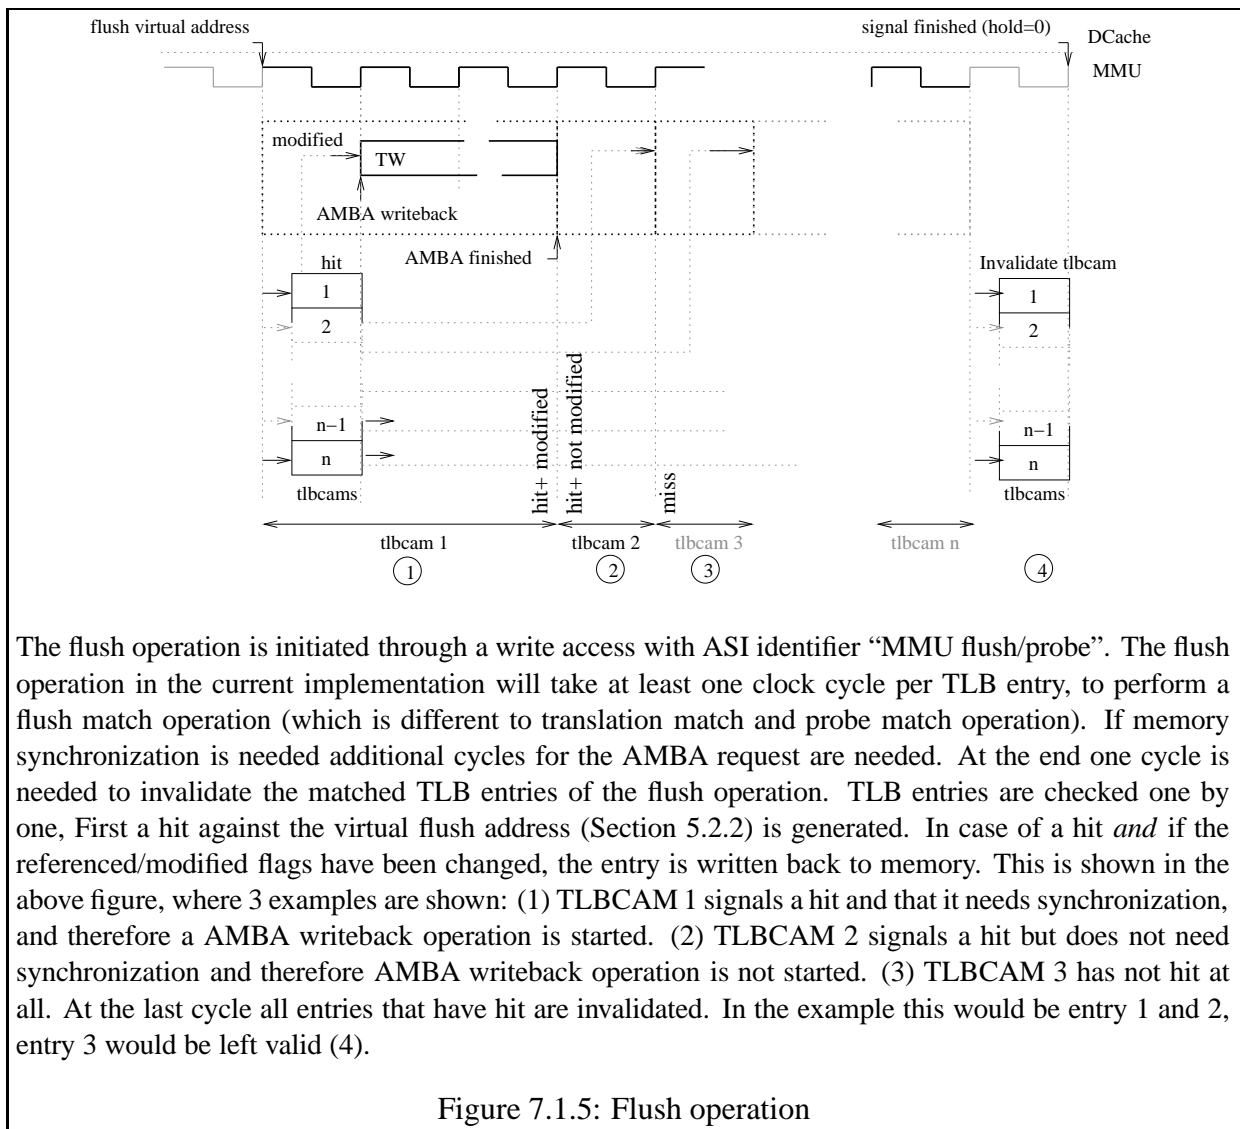 flush virtual address
signal finished (hold=0)
DCache
MMU
modified
TW
AMBA writeback
AMBA finished
hit
Invalidate tlbcam
1
1
2
2
n−1
n−1
n
n
tlbcams
tlbcams
hit+ modified
hit+ not modified
miss
tlbcam 1
tlbcam 2
tlbcam 3
tlbcam n
1
2
3
4
The flush operation is initiated through a write access with ASI identifier “MMU flush/probe”. The flush
operation in the current implementation will take at least one clock cycle per TLB entry, to perform a
flush match operation (which is different to translation match and probe match operation). If memory
synchronization is needed additional cycles for the AMBA request are needed. At the end one cycle is
needed to invalidate the matched TLB entries of the flush operation. TLB entries are checked one by
one, First a hit against the virtual flush address (Section 5.2.2) is generated. In case of a hit and if the
referenced/modified flags have been changed, the entry is written back to memory. This is shown in the
above figure, where 3 examples are shown: (1) TLBCAM 1 signals a hit and that it needs synchronization,
and therefore a AMBA writeback operation is started. (2) TLBCAM 2 signals a hit but does not need
synchronization and therefore AMBA writeback operation is not started. (3) TLBCAM 3 has not hit at
all. At the last cycle all entries that have hit are invalidated. In the example this would be entry 1 and 2,
entry 3 would be left valid (4).
Figure 7.1.5: Flush operation